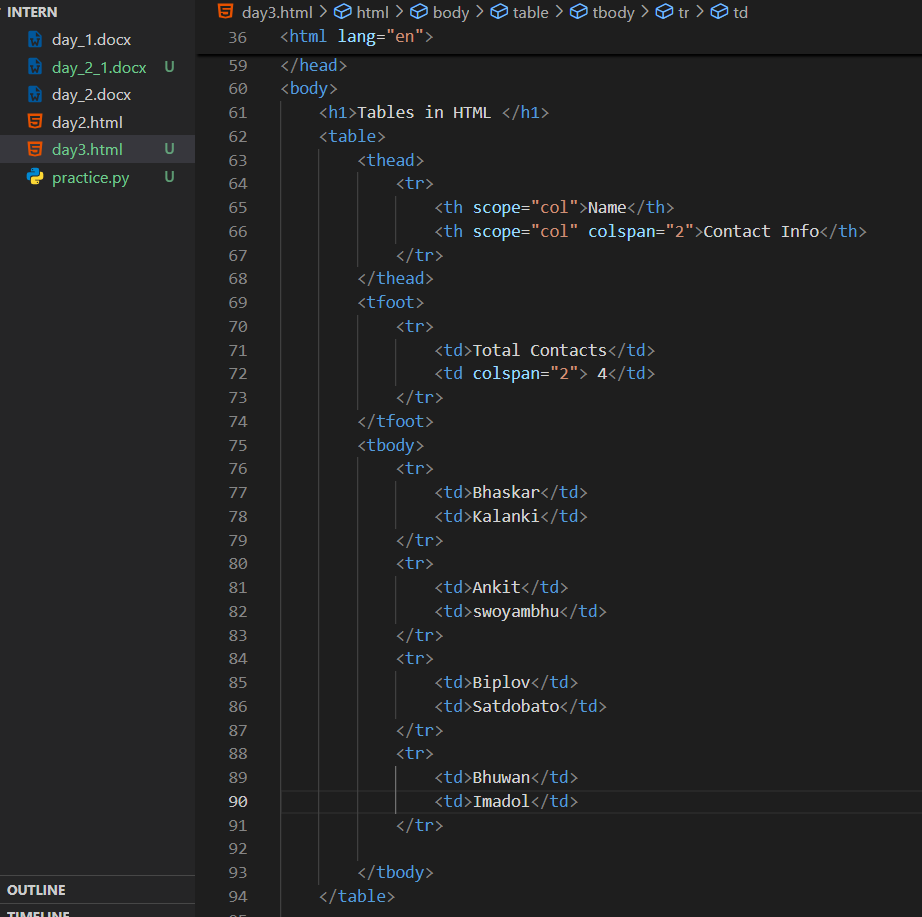 INTERN
day_1.docx
day_2_1.docx U
day_2.docx
day2.html
day3.html U
practice.py U
OUTLINE
TIMELINE
day3.html > html > body > table > tbody > tr > td
36 <html lang="en">
59 </head>
60 <body>
61 <h1>Tables in HTML </h1>
62 <table>
63 <thead>
64 <tr>
65 <th scope="col">Name</th>
66 <th scope="col" colspan="2">Contact Info</th>
67 </tr>
68 </thead>
69 <tfoot>
70 <tr>
71 <td>Total Contacts</td>
72 <td colspan="2"> 4</td>
73 </tr>
74 </tfoot>
75 <tbody>
76 <tr>
77 <td>Bhaskar</td>
78 <td>Kalanki</td>
79 </tr>
80 <tr>
81 <td>Ankit</td>
82 <td>swoyambhu</td>
83 </tr>
84 <tr>
85 <td>Biplov</td>
86 <td>Satdobato</td>
87 </tr>
88 <tr>
89 <td>Bhuwan</td>
90 <td>Imadol</td>
91 </tr>
92
93 </tbody>
94 </table>